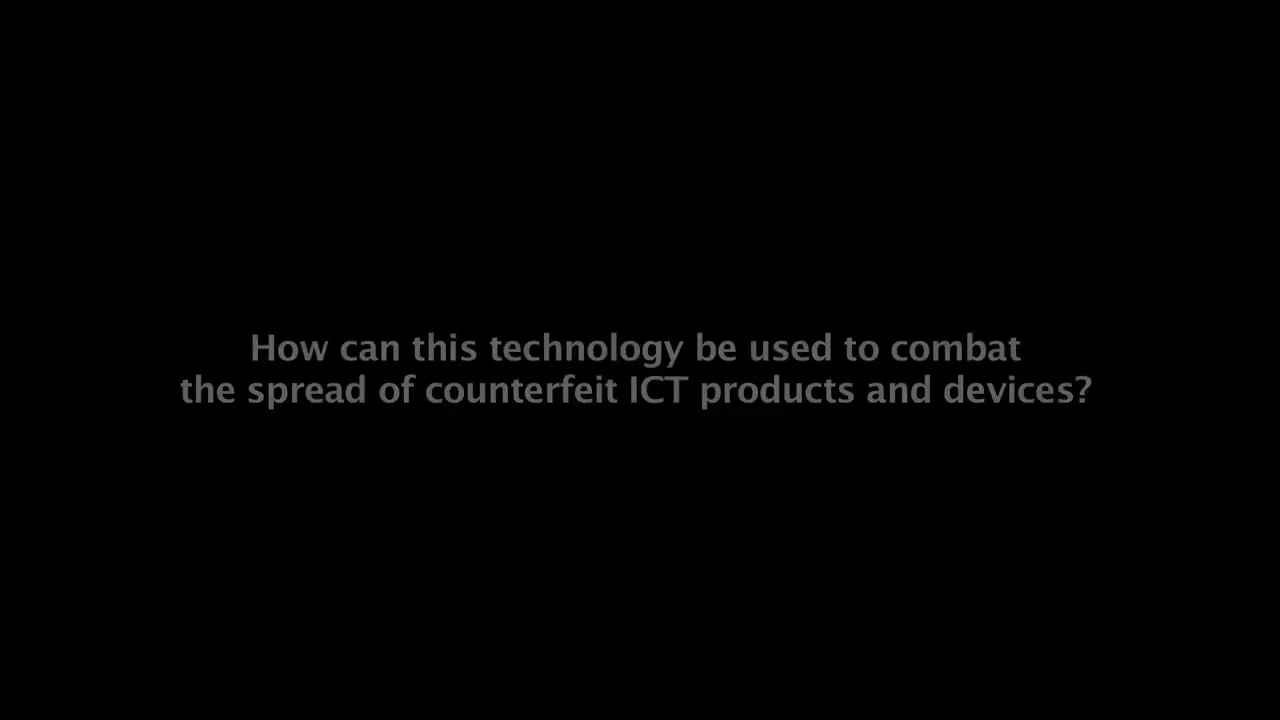 How can this technology be used to combat
the spread of counterfeit ICT products and devices?